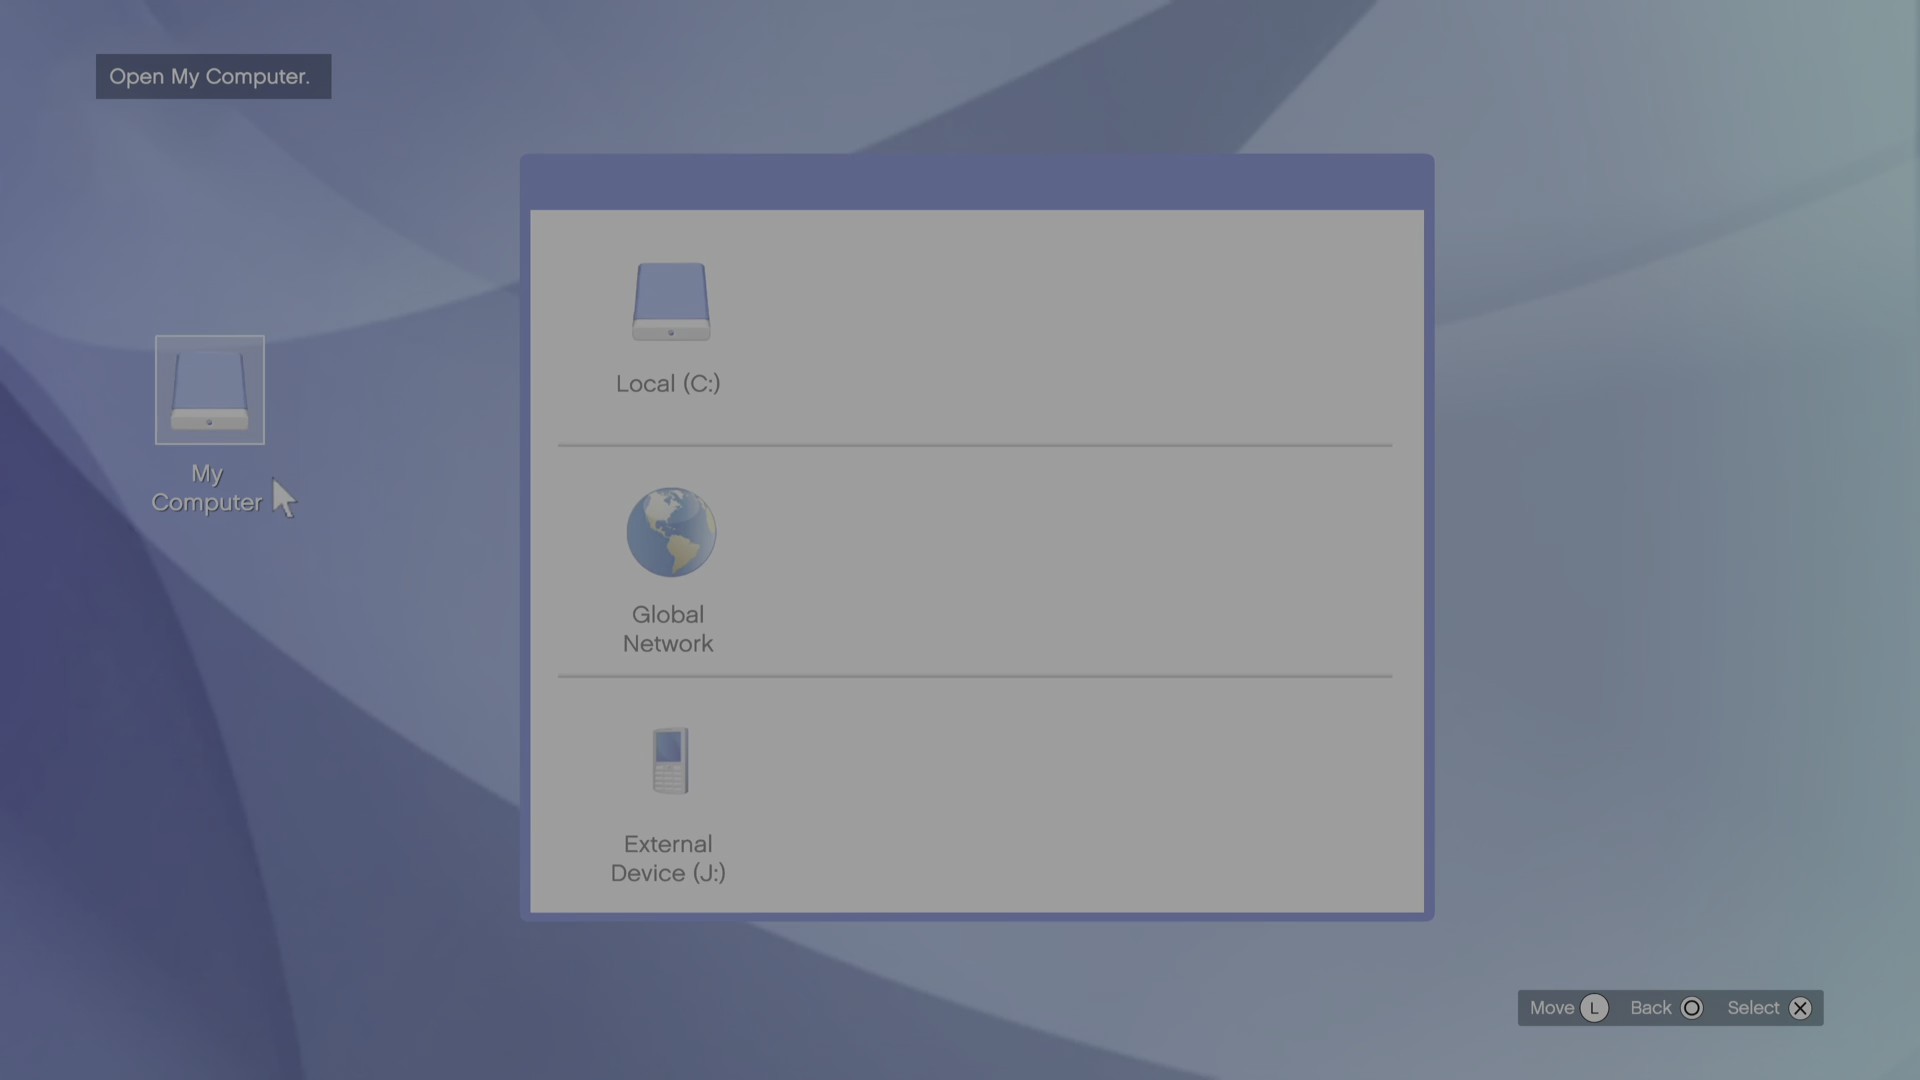 Open My Computer.
Local (C:)
My
Computer
Global
Network
External
Device (J:)
Move L Back Select